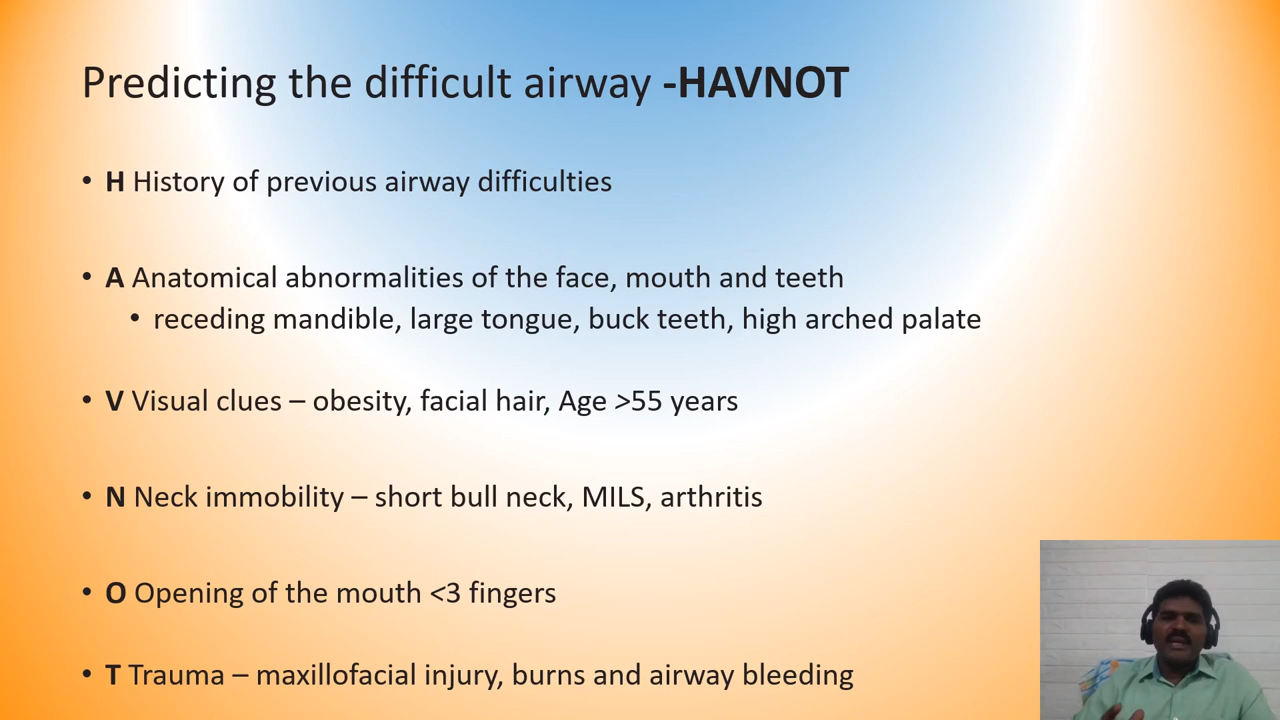 Predicting the difficult airway -HAVNOT
• H History of previous airway difficulties
• A Anatomical abnormalities of the face, mouth and teeth
• receding mandible, large tongue, buck teeth, high arched palate
• V Visual clues – obesity, facial hair, Age >55 years
• N Neck immobility – short bull neck, MILS, arthritis
• O Opening of the mouth <3 fingers
• T Trauma – maxillofacial injury, burns and airway bleeding